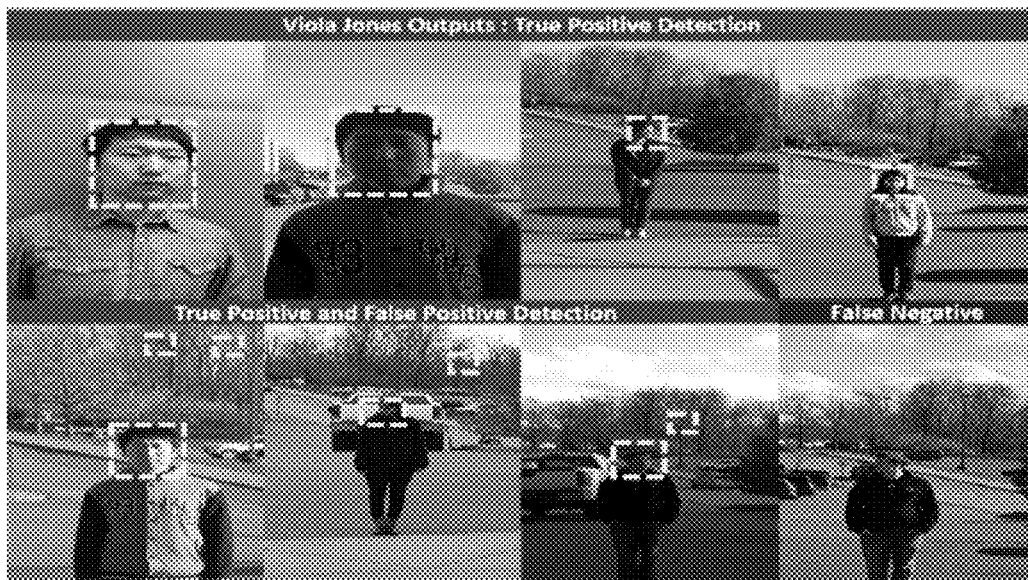 Viola Jones Outputs : True Positive Detection
True Positive and False Positive Detection
False Negative